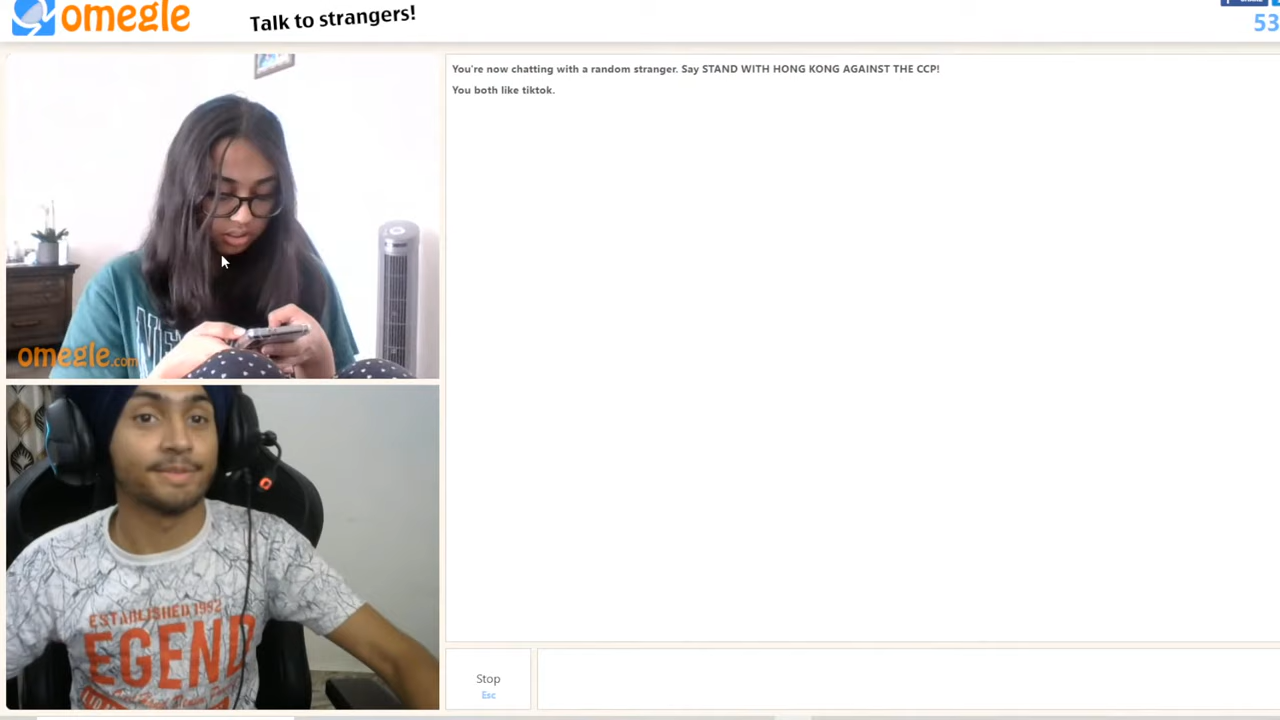 omegle
Talk to strangers!
53
You're now chatting with a random stranger. Say STAND WITH HONG KONG AGAINST THE CCP!
You both like tiktok.
omegle.com
ESTABLISHED 1992
EGEND
Stop
Esc